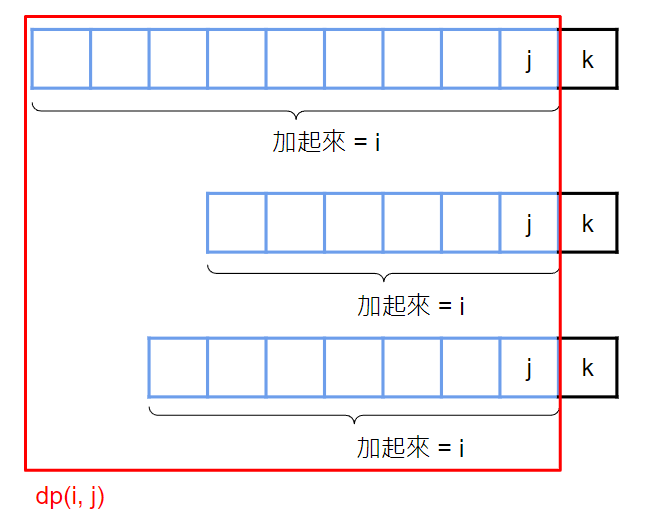 j k
加起來 = i
j k
加起來 = i
j k
加起來 = i
dp(i, j)